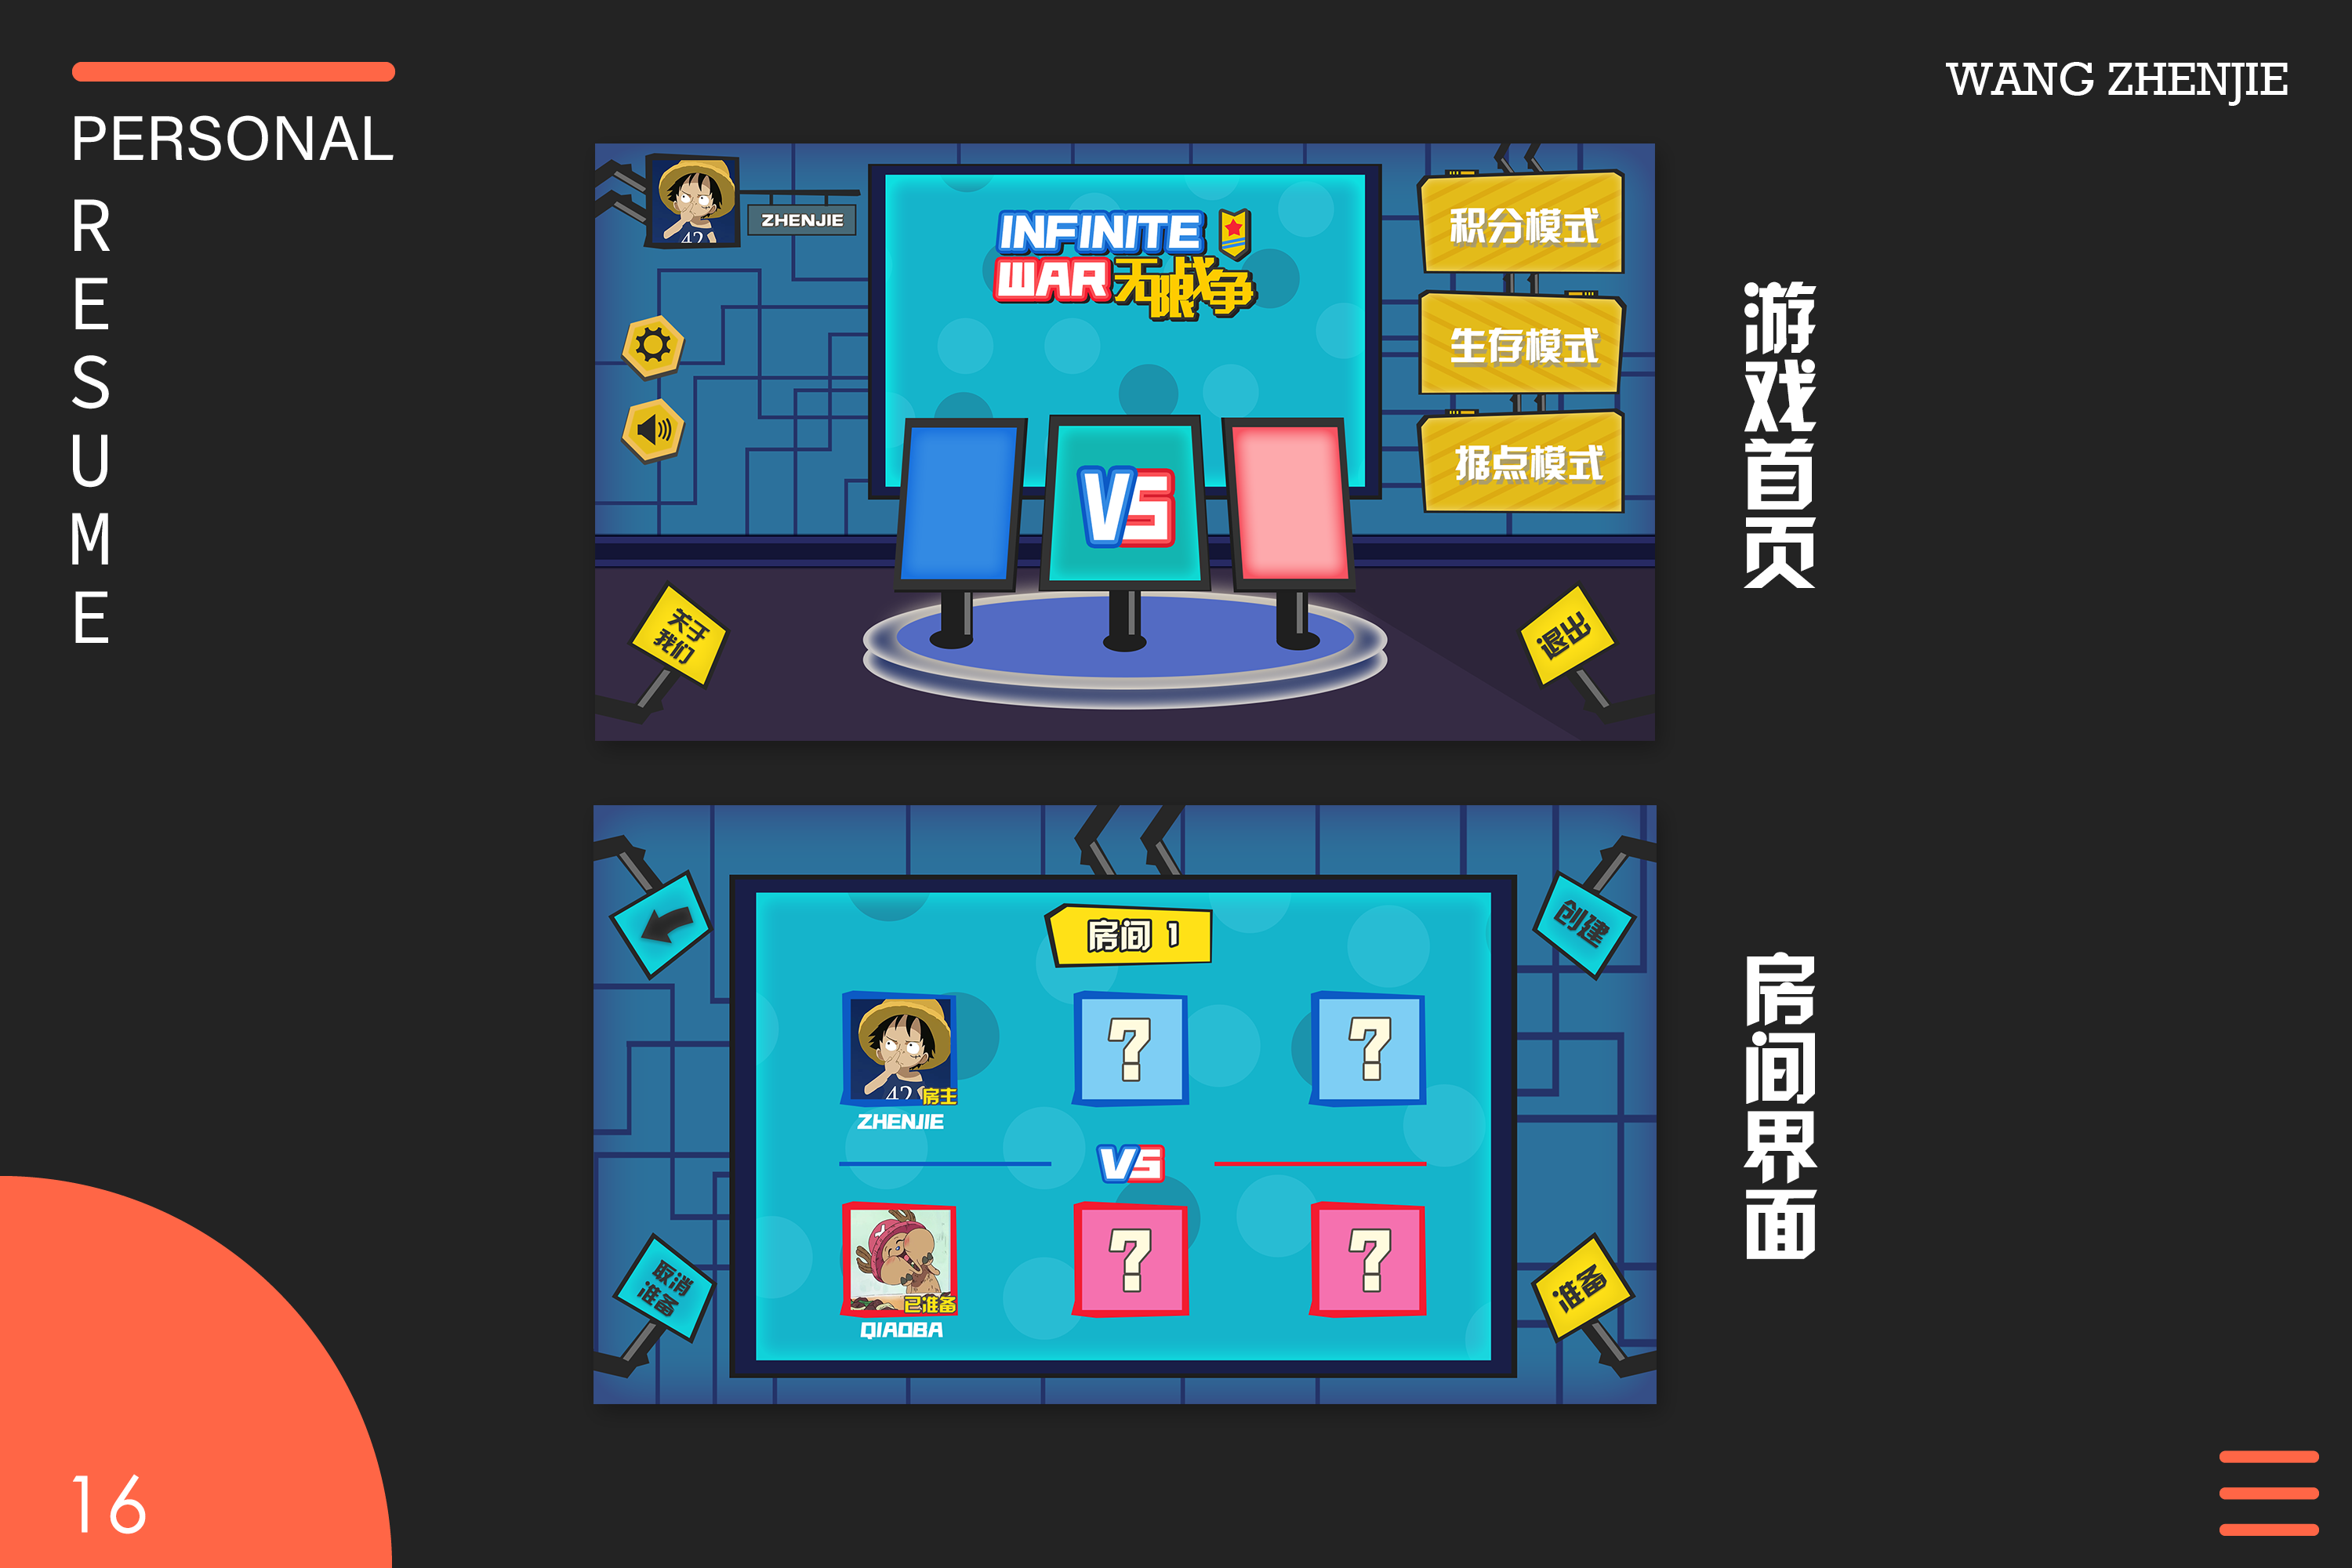 PERSONAL
RESUME
WANG ZHENJIE
ZHENJIE
42
INFINITE
WAR 无限战争
VS
积分模式
生存模式
据点模式
关于
我们
退出
游戏首页
创建
房间 1
42
房主
ZHENJIE
?
?
VS
已准备
QIAOBA
?
?
取消
准备
准备
房间界面
16